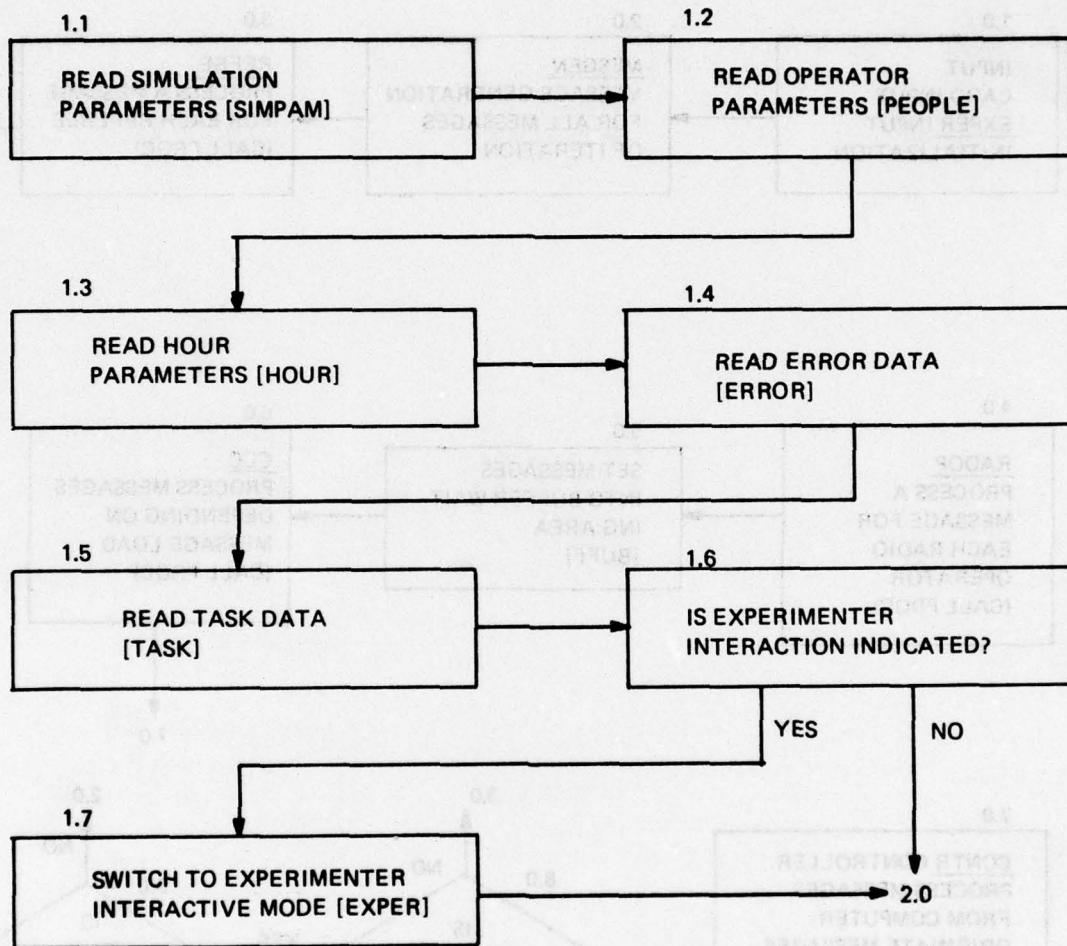 1.1
READ SIMULATION
PARAMETERS [SIMPAM]
1.2
READ OPERATOR
PARAMETERS [PEOPLE]
1.3
READ HOUR
PARAMETERS [HOUR]
1.4
READ ERROR DATA
[ERROR]
1.5
READ TASK DATA
[TASK]
1.6
IS EXPERIMENTER
INTERACTION INDICATED?
YES
NO
1.7
SWITCH TO EXPERIMENTER
INTERACTIVE MODE [EXPER]
2.0